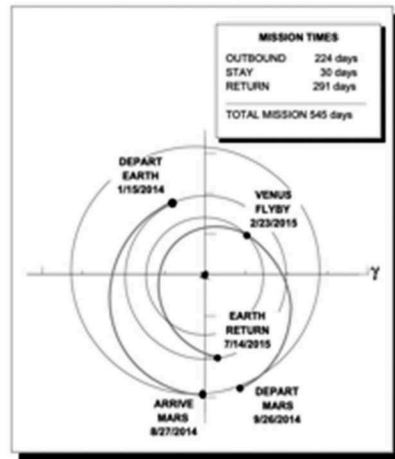 MISSION TIMES
OUTBOUND 224 days
STAY 30 days
RETURN 291 days
TOTAL MISSION 545 days
DEPART
EARTH
1/15/2014
VENUS
FLYBY
2/23/2015
γ
EARTH
RETURN
7/14/2015
ARRIVE
MARS
8/27/2014
DEPART
MARS
9/26/2014